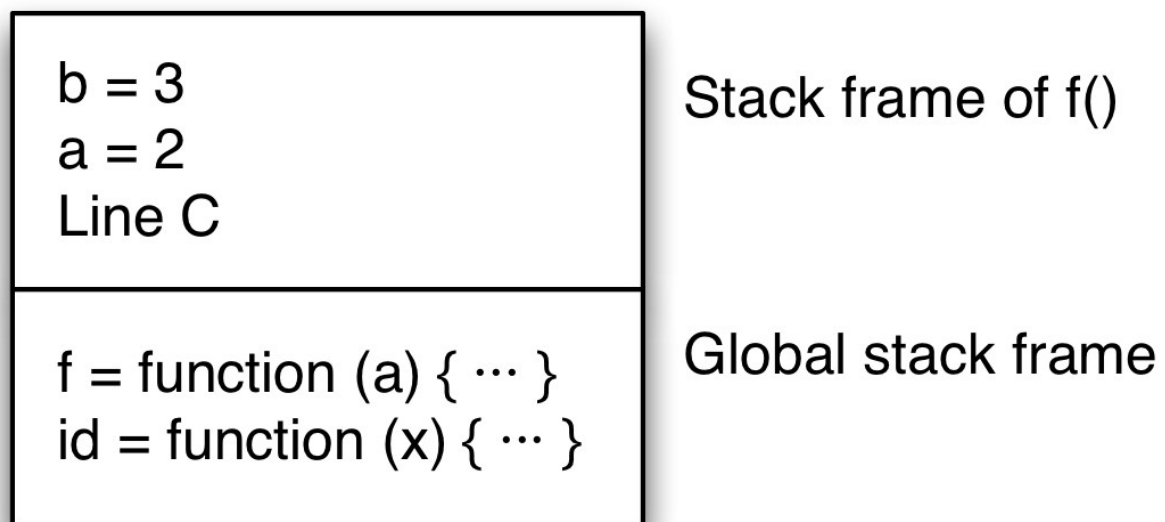 b = 3
a = 2
Line C
Stack frame of f()
f = function (a) { ··· }
id = function (x) { ··· }
Global stack frame